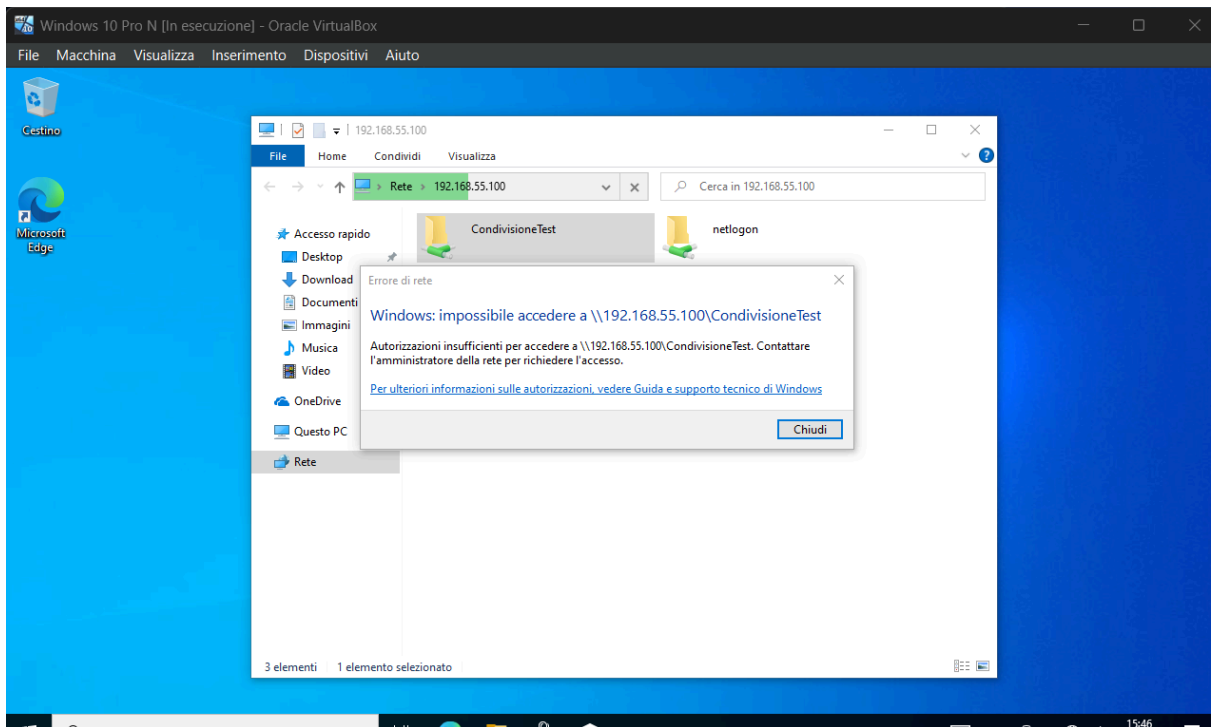 Windows 10 Pro N [In esecuzione] - Oracle VirtualBox
File Macchina Visualizza Inserimento Dispositivi Aiuto
Cestino
Microsoft
Edge
192.168.55.100
File Home Condividi Visualizza
Rete > 192.168.55.100
Cerca in 192.168.55.100
Accesso rapido
Desktop
Download
Documenti
Immagini
Musica
Video
OneDrive
Questo PC
Rete
CondivisioneTest
netlogon
Errore di rete
Windows: impossibile accedere a \\192.168.55.100\CondivisioneTest
Autorizzazioni insufficienti per accedere a \\192.168.55.100\CondivisioneTest. Contattare
l'amministratore della rete per richiedere l'accesso.
Per ulteriori informazioni sulle autorizzazioni, vedere Guida e supporto tecnico di Windows
Chiudi
3 elementi 1 elemento selezionato
15:46